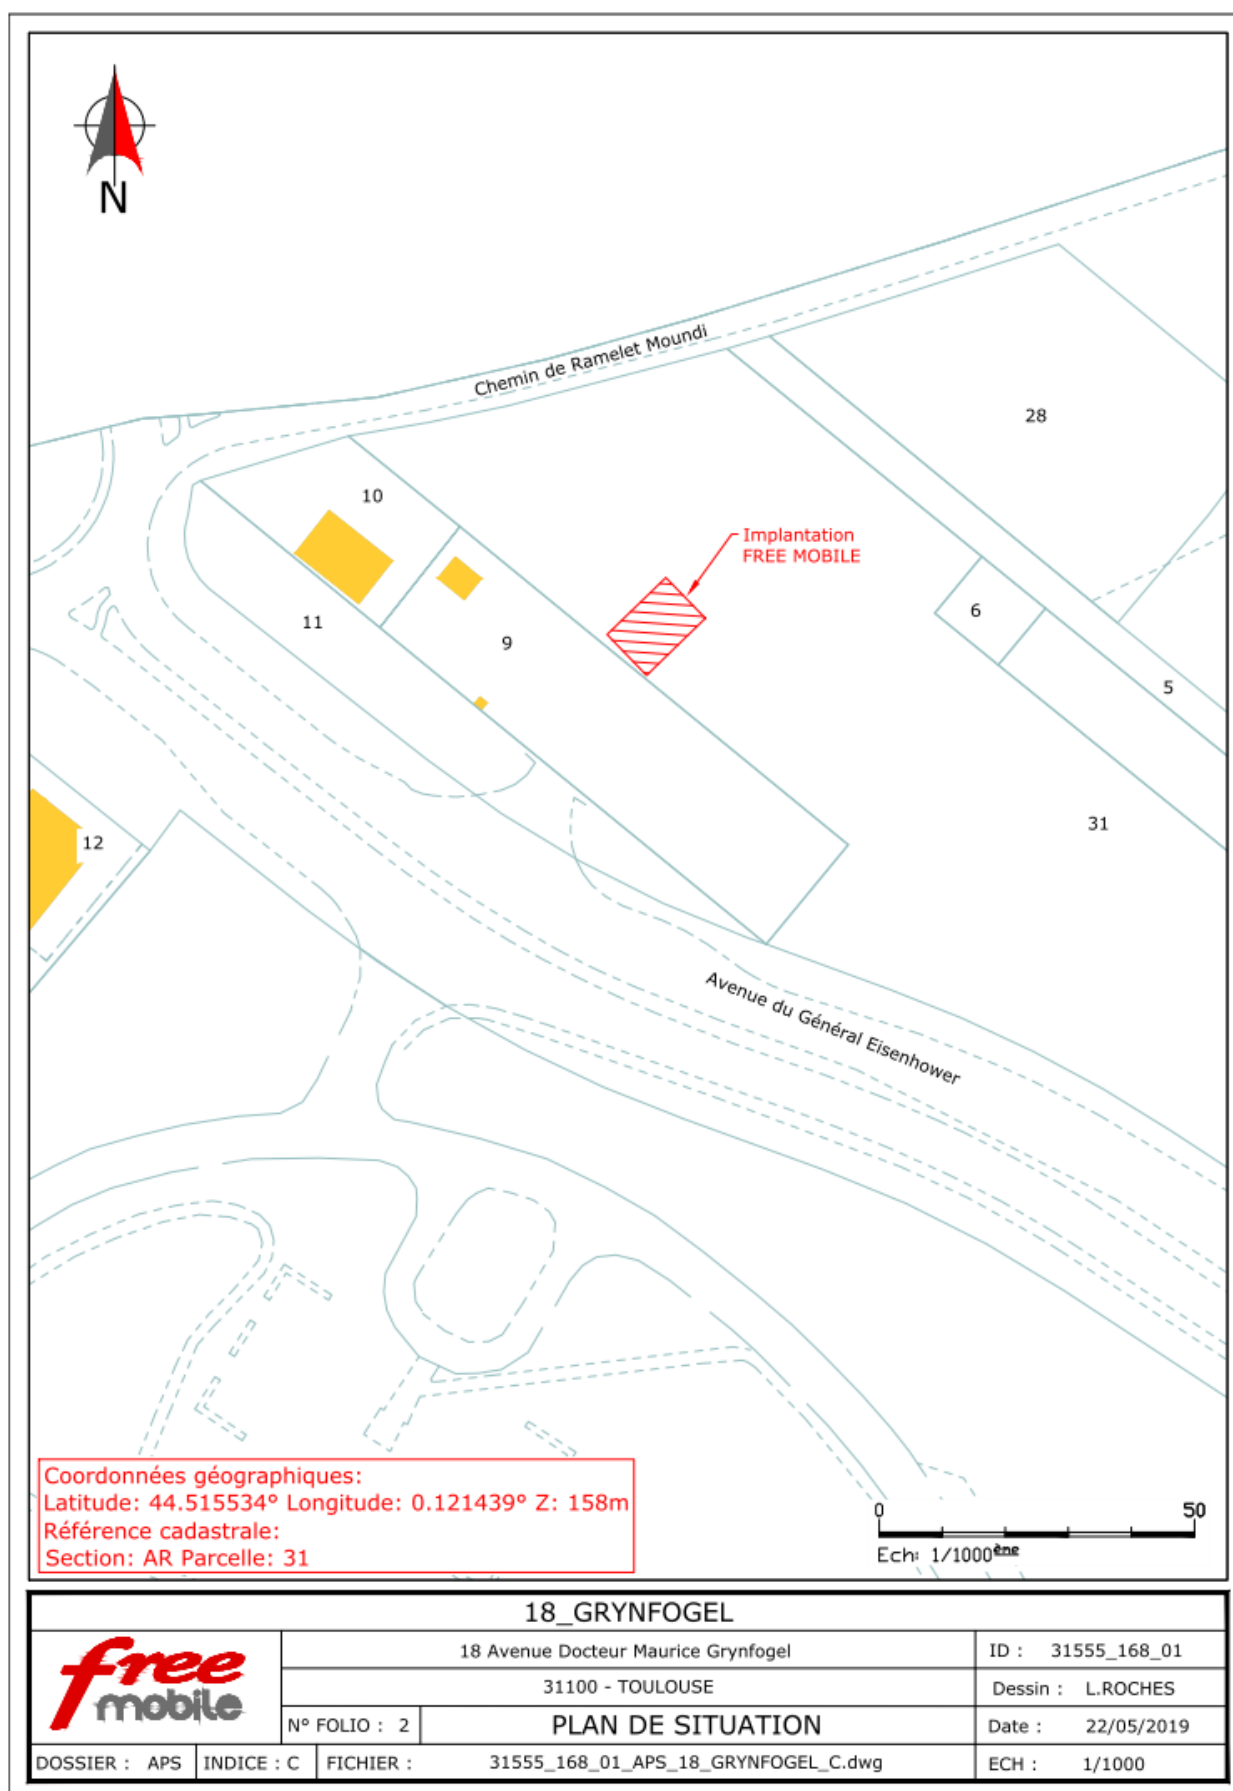 N
Chemin de Ramelet Moundi
28
10
Implantation
FREE MOBILE
6
11
9
5
31
12
Avenue du Général Eisenhower
Coordonnées géographiques:
Latitude: 44.515534° Longitude: 0.121439° Z: 158m
Référence cadastrale:
Section: AR Parcelle: 31
0 50
Ech: 1/1000ème
18_GRYNFOGEL
free
mobile
18 Avenue Docteur Maurice Grynfogel
ID : 31555_168_01
31100 - TOULOUSE
Dessin : L.ROCHES
N° FOLIO : 2
PLAN DE SITUATION
Date : 22/05/2019
DOSSIER : APS
INDICE : C
FICHIER : 31555_168_01_APS_18_GRYNFOGEL_C.dwg
ECH : 1/1000